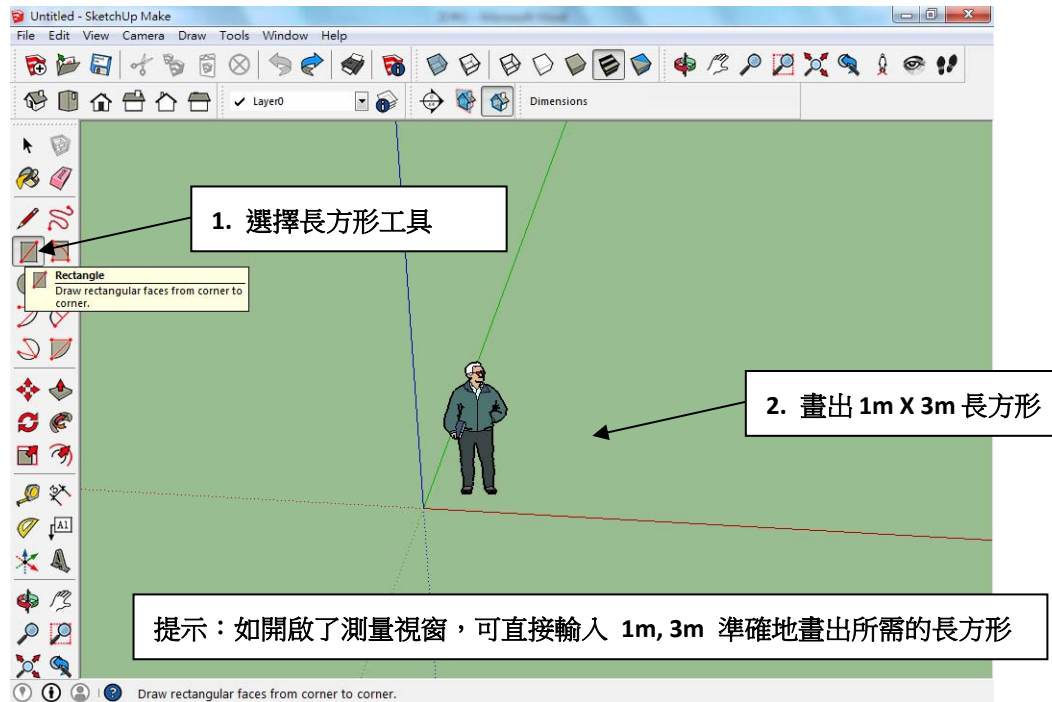 Untitled - SketchUp Make
File Edit View Camera Draw Tools Window Help
Layer0
Dimensions
1. 選擇長方形工具
Rectangle
Draw rectangular faces from corner to
corner.
2. 畫出 1m X 3m 長方形
A1
提示：如開啟了測量視窗，可直接輸入 1m, 3m 準確地畫出所需的長方形
Draw rectangular faces from corner to corner.